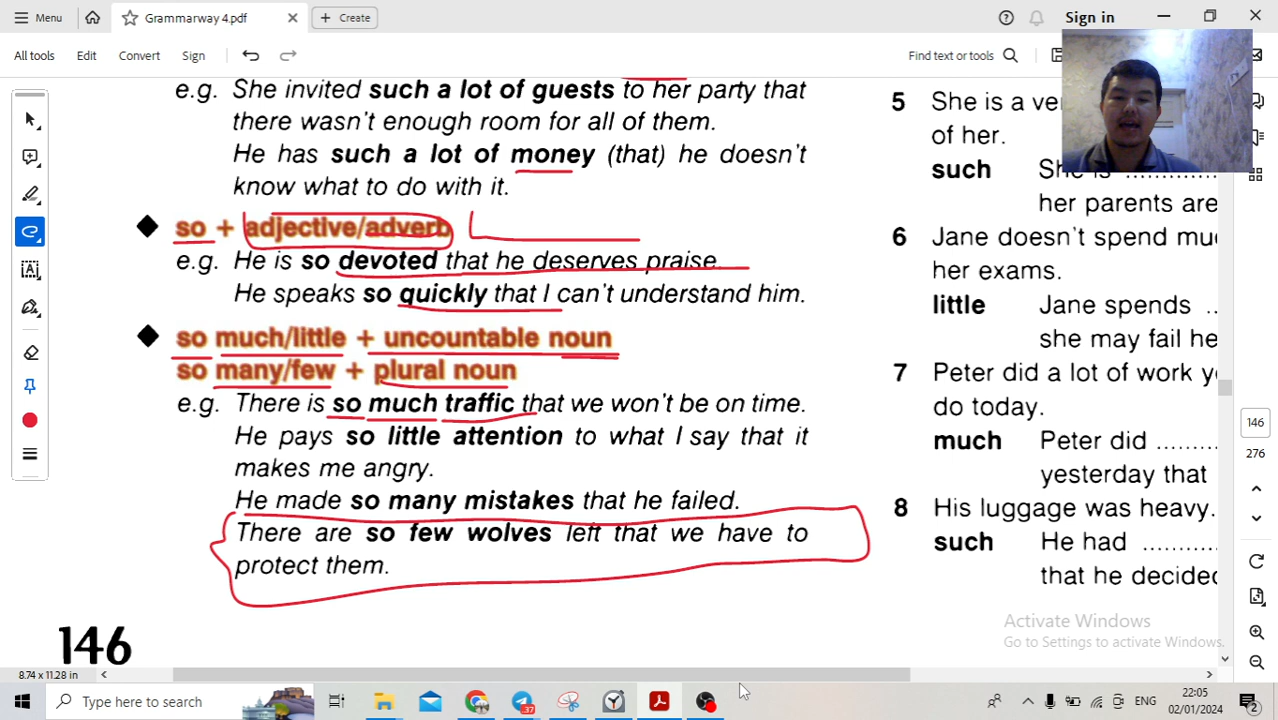 Menu
Grammarway 4.pdf
Create
Sign in
All tools
Edit
Convert
Sign
Find text or tools
e.g. She invited such a lot of guests to her party that
there wasn't enough room for all of them.
He has such a lot of money (that) he doesn't
know what to do with it.
so + adjective/adverb
e.g. He is so devoted that he deserves praise.
He speaks so quickly that I can't understand him.
so much/little + uncountable noun
so many/few + plural noun
e.g. There is so much traffic that we won't be on time.
He pays so little attention to what I say that it
makes me angry.
He made so many mistakes that he failed.
There are so few wolves left that we have to
protect them.
146
5 She is a ve
of her.
such She is ..........
her parents are
6 Jane doesn't spend mu
her exams.
little Jane spends ..
she may fail he
7 Peter did a lot of work y
do today.
much Peter did ..........
yesterday that
8 His luggage was heavy.
such He had ..........
that he decided
146
276
Activate Windows
Go to Settings to activate Windows.
8.74 x 11.28 in
Type here to search
37
ENG
22:05
02/01/2024
2